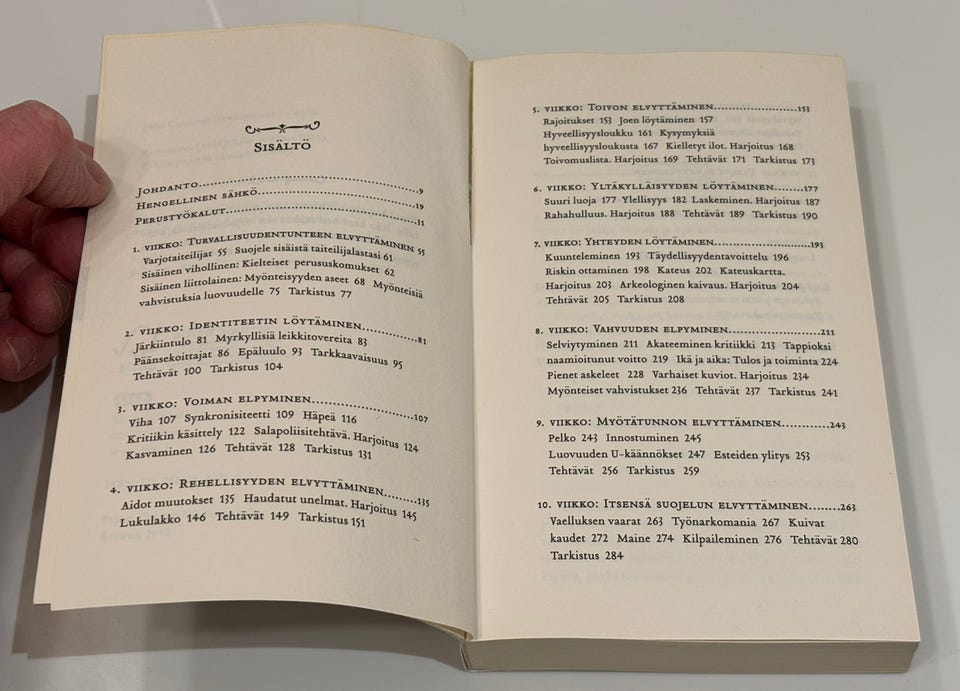 Sisältö
Johdanto..............................................9
Hengellinen sähkö..............................19
Perustyökalut.....................................31
1. viikko: Turvallisuudentunteen elvyttäminen 55
Varjotaiteilijat 55 Suojele sisäistä taiteilijalastasi 61
Sisäinen vihollinen: Kielteiset perususkomukset 62
Sisäinen liittolainen: Myönteisyyden aseet 68 Myönteisiä
vahvistuksia luovuudelle 75 Tarkistus 77
2. viikko: Identiteetin löytäminen..............81
Järkiintulo 81 Myrkyllisiä leikkitovereita 83
Päänsekoittajat 86 Epäluulo 93 Tarkkaavaisuus 95
Tehtävät 100 Tarkistus 104
3. viikko: Voiman elpyminen........................107
Viha 107 Synkronisiteetti 109 Häpeä 116
Kritiikin käsittely 122 Salapoliisitehtävä. Harjoitus 124
Kasvaminen 126 Tehtävät 128 Tarkistus 131
4. viikko: Rehellisyyden elvyttäminen........135
Aidot muutokset 135 Haudatut unelmat. Harjoitus 145
Lukulakko 146 Tehtävät 149 Tarkistus 151
5. viikko: Toivon elvyttäminen....................153
Rajoitukset 153 Joen löytäminen 157
Hyveellisyysloukku 161 Kysymyksiä
hyveellisyysloukusta 167 Kielletyt ilot. Harjoitus 168
Toivomuslista. Harjoitus 169 Tehtävät 171 Tarkistus 173
6. viikko: Yltäkylläisyyden löytäminen.......177
Suuri luoja 177 Ylellisyys 182 Laskeminen. Harjoitus 187
Rahahulluus. Harjoitus 188 Tehtävät 189 Tarkistus 190
7. viikko: Yhteyden löytäminen....................193
Kuunteleminen 193 Täydellisyydentavoittelu 196
Riskin ottaminen 198 Kateus 202 Kateuskartta.
Harjoitus 203 Arkeologinen kaivaus. Harjoitus 204
Tehtävät 205 Tarkistus 208
8. viikko: Vahvuuden elpyminen....................211
Selviytyminen 211 Akateeminen kritiikki 213 Tappioksi
naamioitunut voitto 219 Ikä ja aika: Tulos ja toiminta 224
Pienet askeleet 228 Varhaiset kuviot. Harjoitus 234
Myönteiset vahvistukset 236 Tehtävät 237 Tarkistus 241
9. viikko: Myötätunnon elvyttäminen...........243
Pelko 243 Innostuminen 245
Luovuuden U-käännökset 247 Esteiden ylitys 253
Tehtävät 256 Tarkistus 259
10. viikko: Itsensä suojelun elvyttäminen.......263
Vaelluksen vaarat 263 Työnarkomania 267 Kuivat
kaudet 272 Maine 274 Kilpaileminen 276 Tehtävät 280
Tarkistus 284